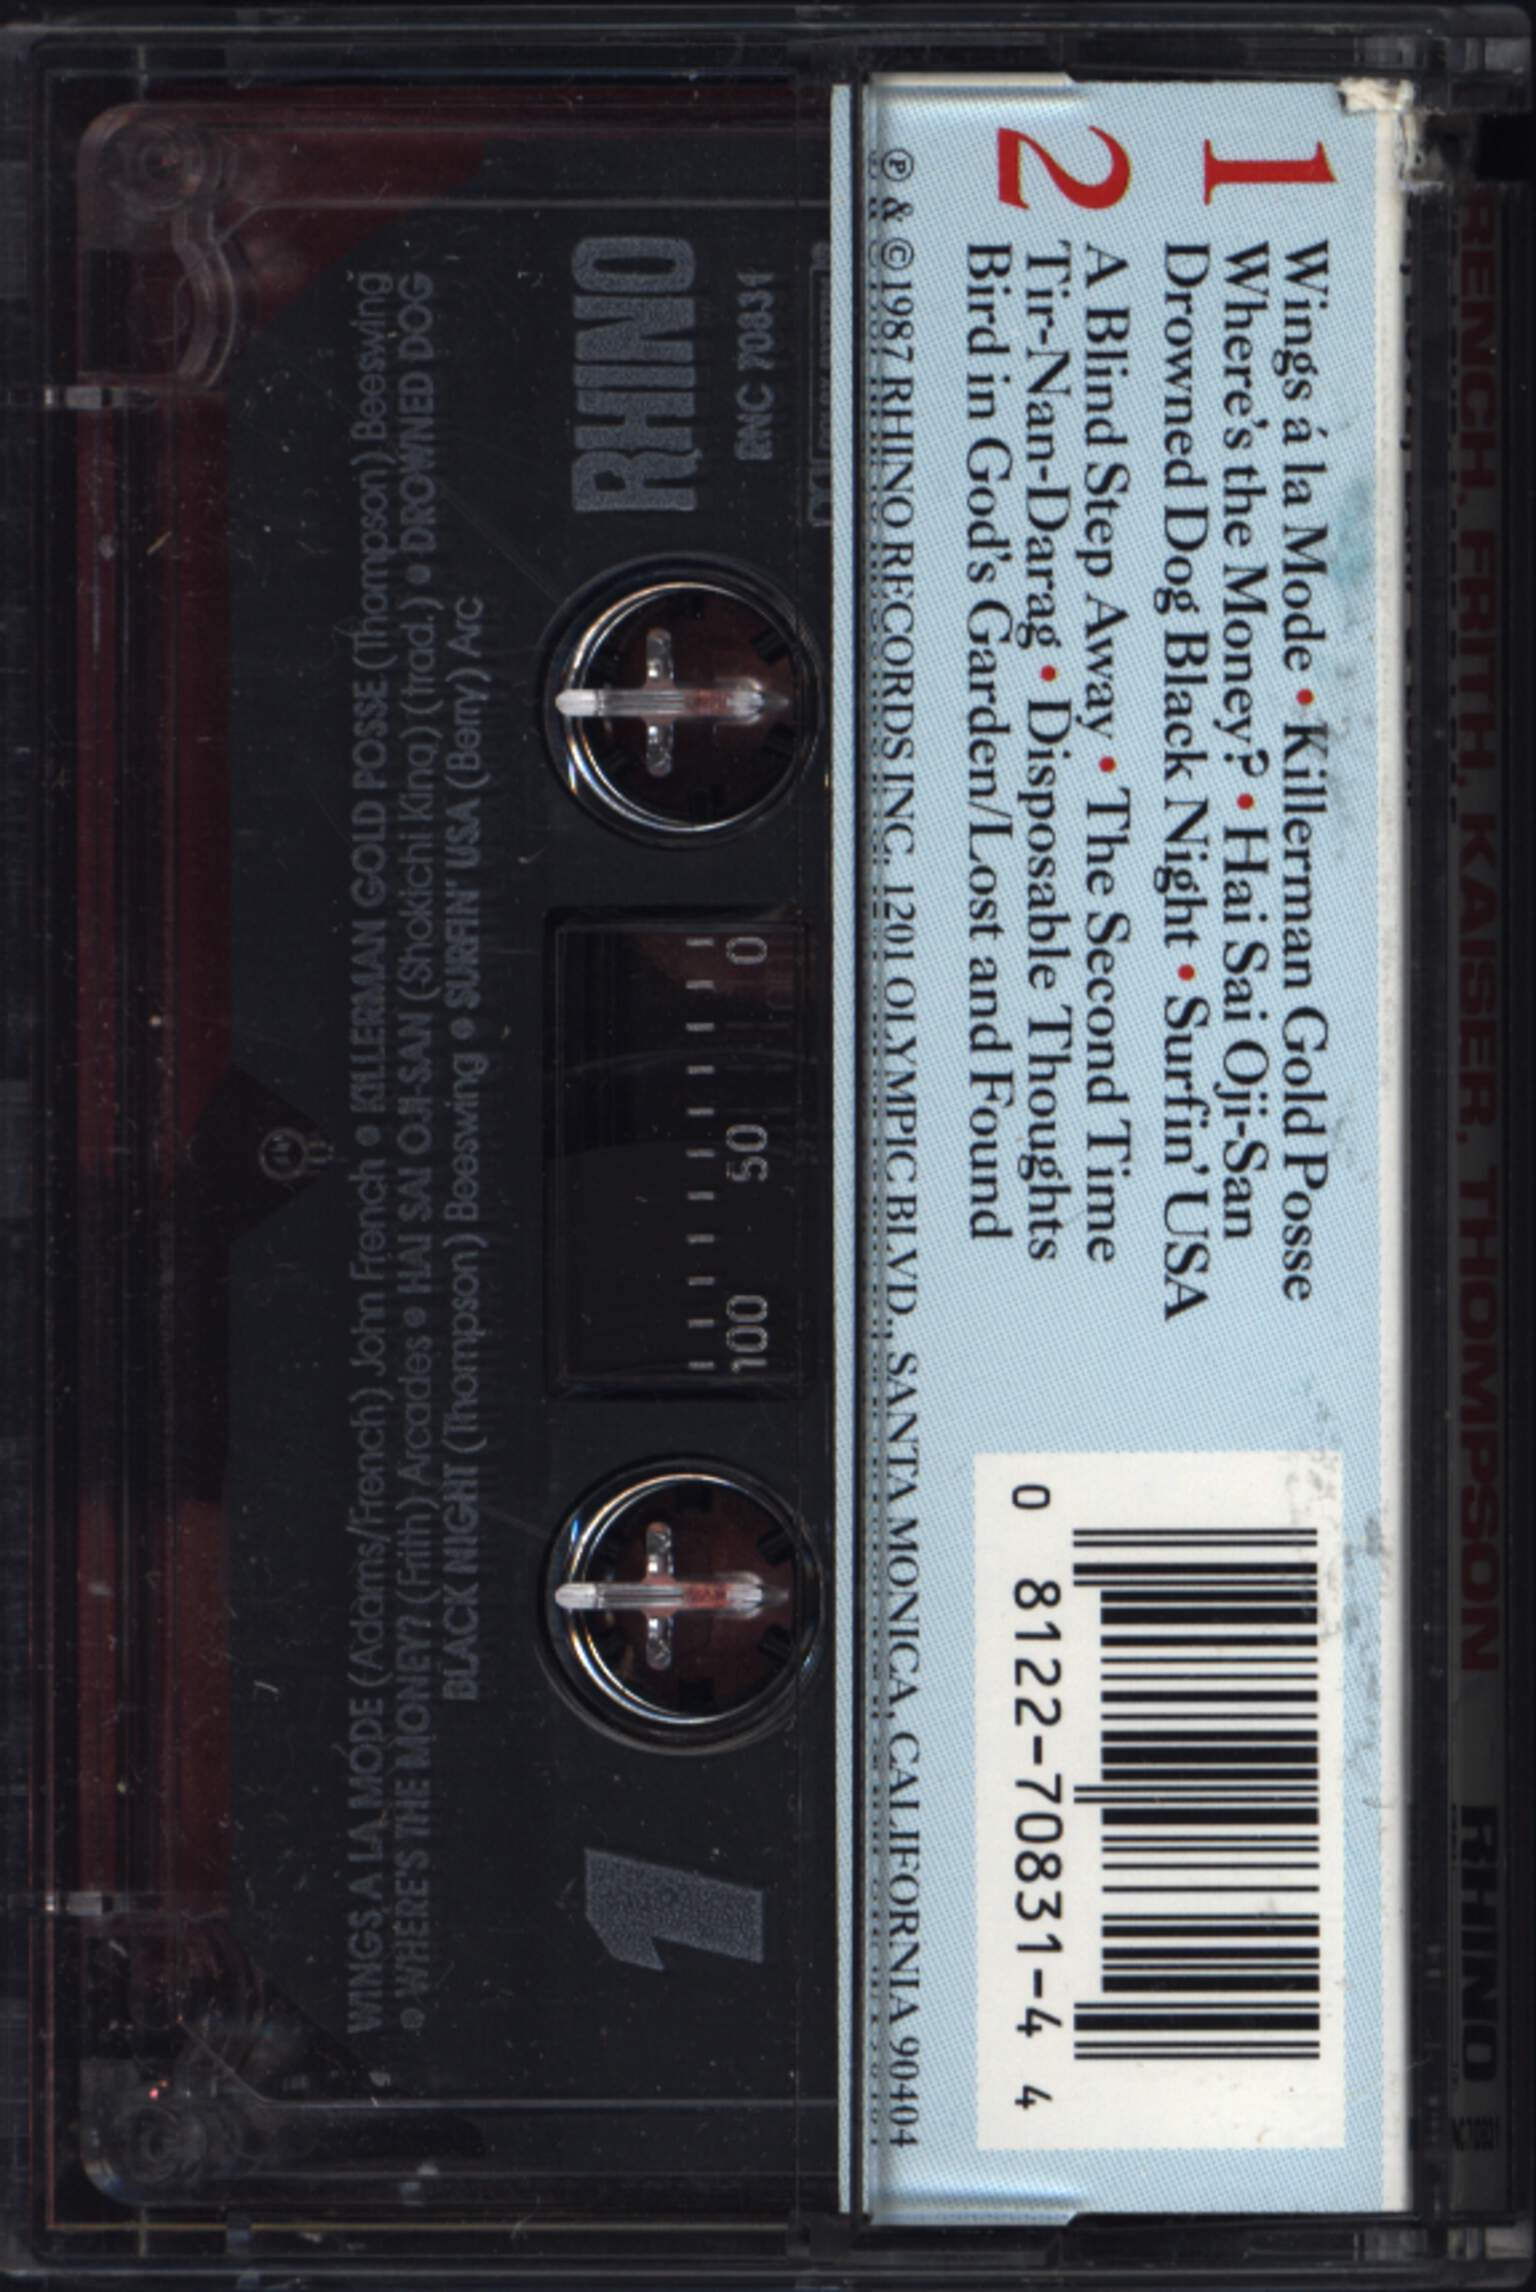 1
Wings á la Mode • Killerman Gold Posse
Where's the Money? • Hai Sai Oji-San
Drowned Dog Black Night • Surfin' USA
2
A Blind Step Away • The Second Time
Tir-Nan-Darag • Disposable Thoughts
Bird in God's Garden/Lost and Found
℗ & © 1987 RHINO RECORDS INC. 1201 OLYMPIC BLVD., SANTA MONICA, CALIFORNIA 90404
0 8122-70831-4 4
RENCH, FRITH, KAISER, THOMPSON RHINO
RHINO
RNC 70831
0 50 100
1
WINGS A LA MODE (Adams/French) John French • KILLERMAN GOLD POSSE (Thompson) Beeswing
• WHERE'S THE MONEY? (Frith) Arcades • HAI SAI OJI-SAN (Shokichi Kina) (trad.) • DROWNED DOG
BLACK NIGHT (Thompson) Beeswing • SURFIN' USA (Berry) Arc